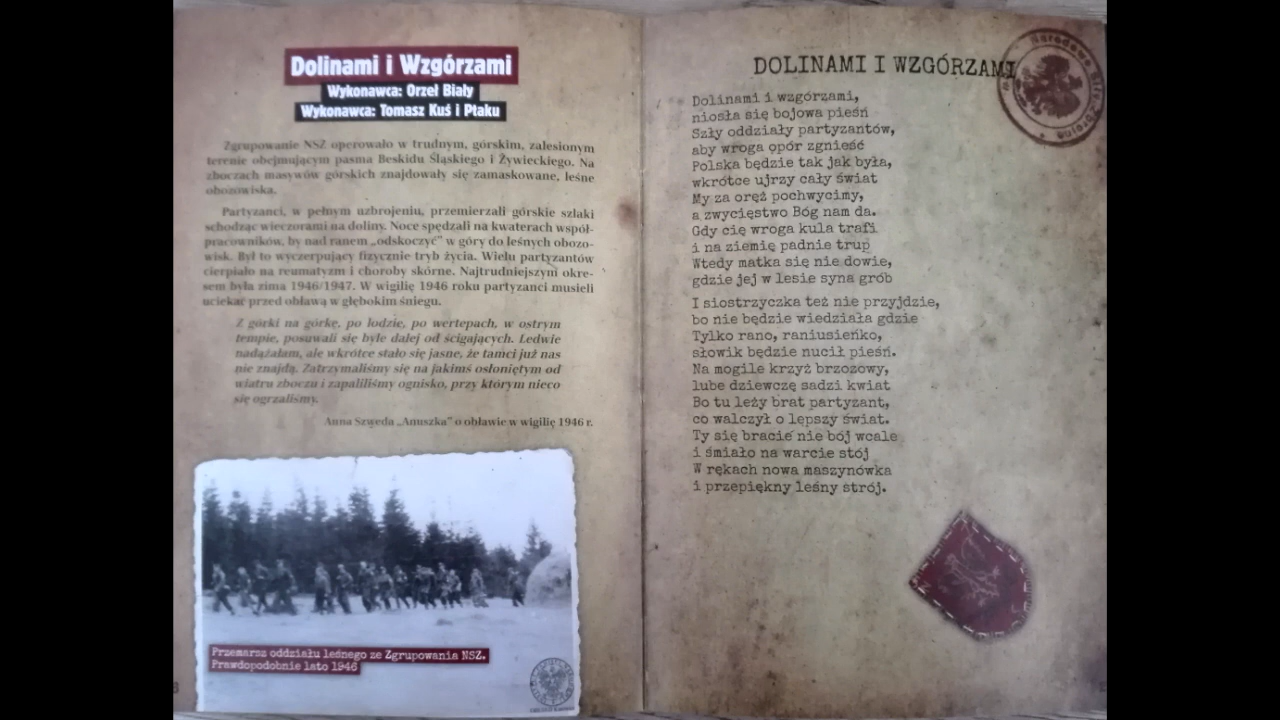 Dolinami i Wzgórzami
Wykonawca: Orzeł Biały
Wykonawca: Tomasz Kuś i Ptaku
Zgrupowanie NSZ operowało w trudnym, górskim, zalesionym
terenie obejmującym pasma Beskidu Śląskiego i Żywieckiego. Na
zboczach masywów górskich znajdowały się zamaskowane, leśne
obozowiska.
Partyzanci, w pełnym uzbrojeniu, przemierzali górskie szlaki
schodząc wieczorami na doliny. Noce spędzali na kwaterach współ-
pracowników, by nad ranem „odskoczyć” w góry do leśnych obozo-
wisk. Był to wyczerpujący fizycznie tryb życia. Wielu partyzantów
cierpiało na reumatyzm i choroby skórne. Najtrudniejszym okre-
sem była zima 1946/1947. W wigilię 1946 roku partyzanci musieli
uciekać przed obławą w głębokim śniegu.
Z górki na górkę, po lodzie, po wertepach, w ostrym
tempie, posuwali się byle dalej od ścigających. Ledwie
nadążałam, ale wkrótce stało się jasne, że tamci już nas
nie znajdą. Zatrzymaliśmy się na jakimś osłoniętym od
wiatru zboczu i zapaliliśmy ognisko, przy którym nieco
się ogrzaliśmy.
Anna Szweda „Anuszka” o obławie w wigilię 1946 r.
Przemarsz oddziału leśnego ze Zgrupowania NSZ.
Prawdopodobnie lato 1946
DOLINAMI I WZGÓRZAMI
Dolinami i wzgórzami,
niosła się bojowa pieśń
Szły oddziały partyzantów,
aby wroga opór zgnieść
Polska będzie tak jak była,
wkrótce ujrzy cały świat
My za oręż pochwycimy,
a zwycięstwo Bóg nam da.
Gdy cię wroga kula trafi
i na ziemię padnie trup
Wtedy matka się nie dowie,
gdzie jej w lesie syna grób
I siostrzyczka też nie przyjdzie,
bo nie będzie wiedziała gdzie
Tylko rano, raniusieńko,
słowik będzie nucił pieśń.
Na mogile krzyż brzozowy,
lube dziewczę sadzi kwiat
Bo tu leży brat partyzant,
co walczył o lepszy świat.
Ty się bracie nie bój wcale
i śmiało na warcie stój
W rękach nowa maszynówka
i przepiękny leśny strój.